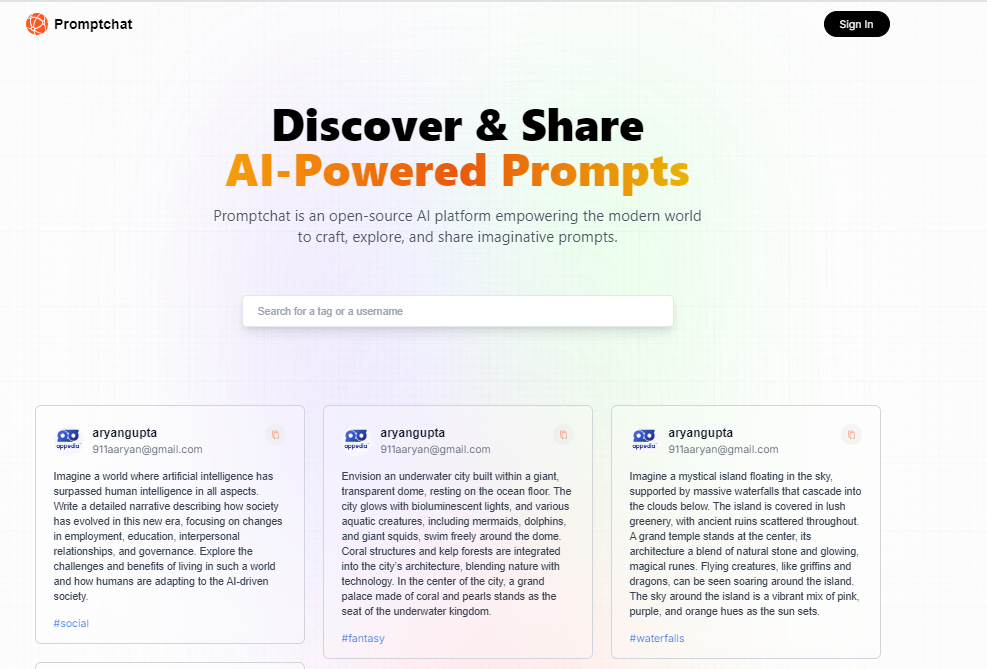 Promptchat
Sign In
Discover & Share
AI-Powered Prompts
Promptchat is an open-source AI platform empowering the modern world
to craft, explore, and share imaginative prompts.
Search for a tag or a username
appedia
aryangupta
911aaryan@gmail.com
Imagine a world where artificial intelligence has
surpassed human intelligence in all aspects.
Write a detailed narrative describing how society
has evolved in this new era, focusing on changes
in employment, education, interpersonal
relationships, and governance. Explore the
challenges and benefits of living in such a world
and how humans are adapting to the AI-driven
society.
#social
appedia
aryangupta
911aaryan@gmail.com
Envision an underwater city built within a giant,
transparent dome, resting on the ocean floor. The
city glows with bioluminescent lights, and various
aquatic creatures, including mermaids, dolphins,
and giant squids, swim freely around the dome.
Coral structures and kelp forests are integrated
into the city's architecture, blending nature with
technology. In the center of the city, a grand
palace made of coral and pearls stands as the
seat of the underwater kingdom.
#fantasy
appedia
aryangupta
911aaryan@gmail.com
Imagine a mystical island floating in the sky,
supported by massive waterfalls that cascade into
the clouds below. The island is covered in lush
greenery, with ancient ruins scattered throughout.
A grand temple stands at the center, its
architecture a blend of natural stone and glowing,
magical runes. Flying creatures, like griffins and
dragons, can be seen soaring around the island.
The sky around the island is a vibrant mix of pink,
purple, and orange hues as the sun sets.
#waterfalls